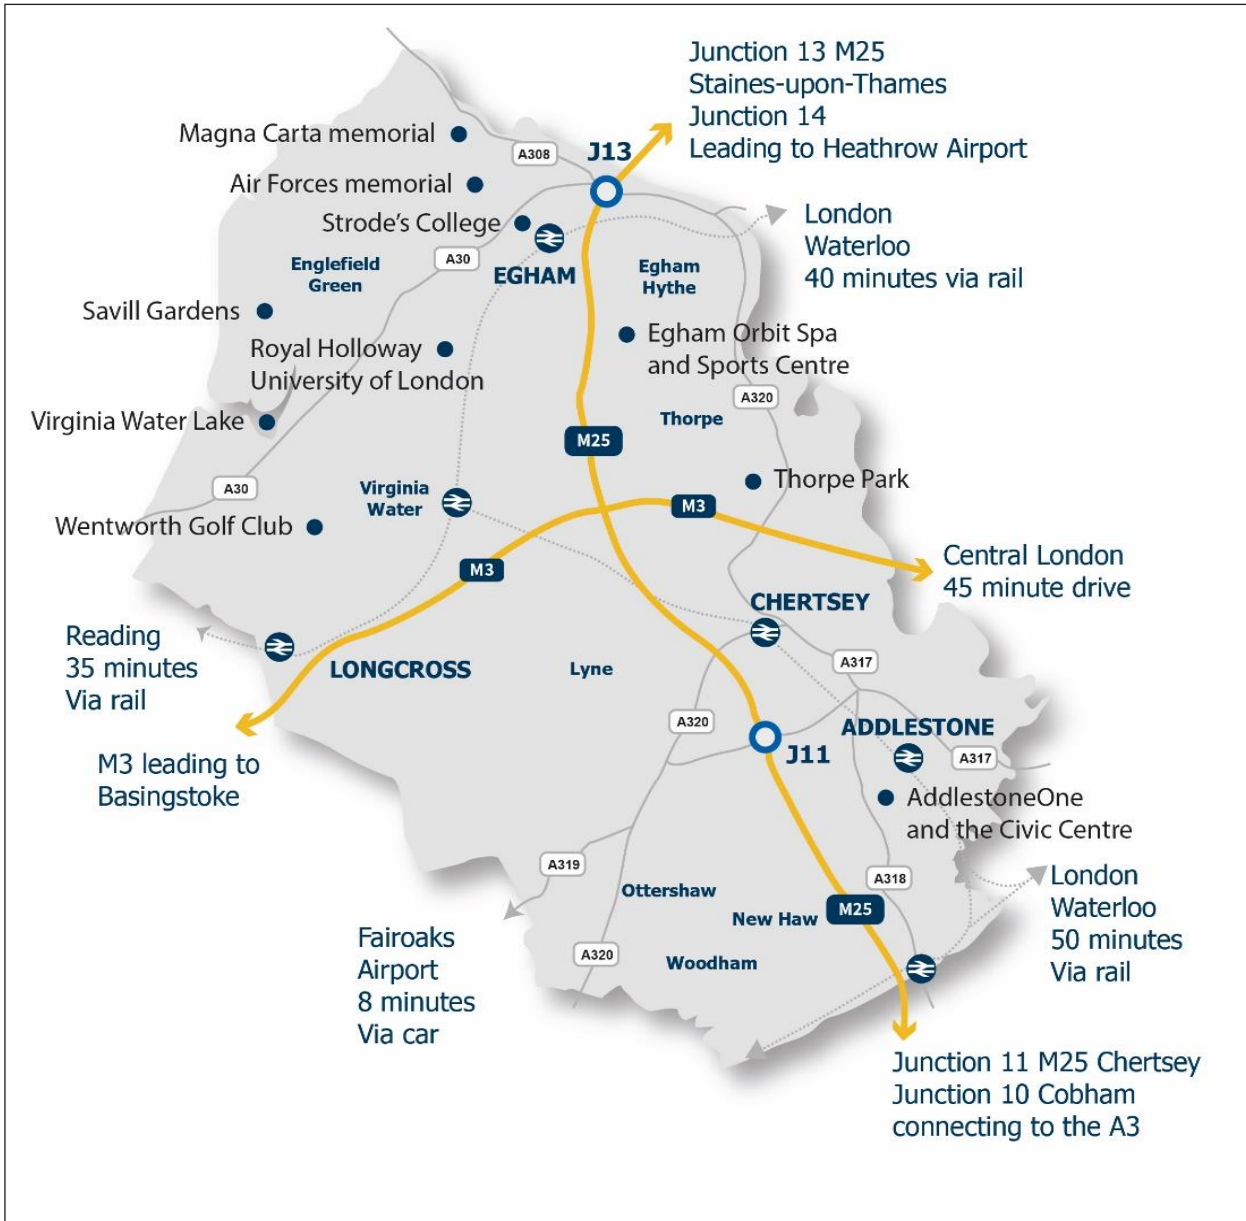 Junction 13 M25
Staines-upon-Thames
Junction 14
Leading to Heathrow Airport
Magna Carta memorial
A308
J13
Air Forces memorial
Strode's College
London
Waterloo
40 minutes via rail
A30
Englefield
Green
EGHAM
Egham
Hythe
Savill Gardens
Egham Orbit Spa
and Sports Centre
Royal Holloway
University of London
A320
Virginia Water Lake
Thorpe
M25
Thorpe Park
A30
Virginia
Water
M3
Wentworth Golf Club
M3
Central London
45 minute drive
CHERTSEY
Reading
35 minutes
Via rail
LONGCROSS
Lyne
A317
A320
ADDLESTONE
J11
A317
M3 leading to
Basingstoke
AddlestoneOne
and the Civic Centre
A319
A318
Ottershaw
New Haw
M25
London
Waterloo
50 minutes
Via rail
Fairoaks
Airport
8 minutes
Via car
A320
Woodham
Junction 11 M25 Chertsey
Junction 10 Cobham
connecting to the A3